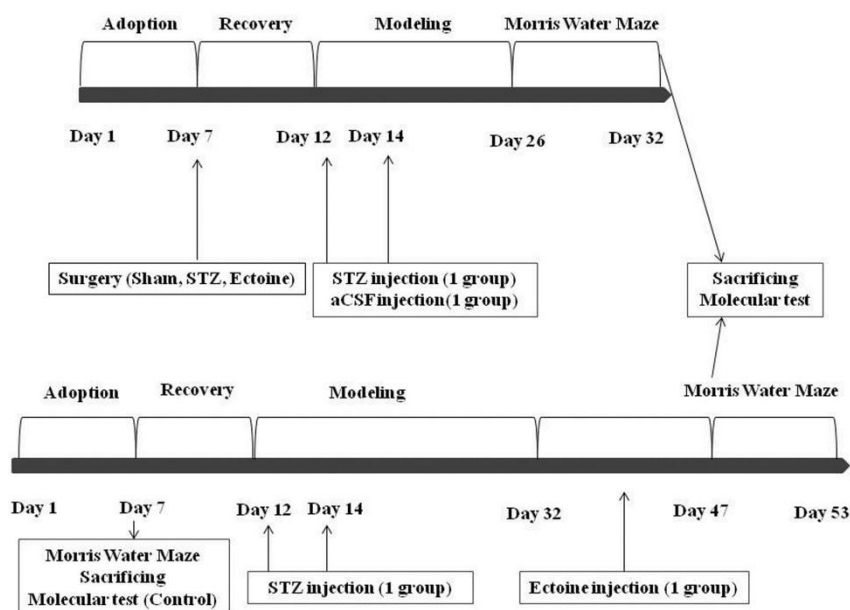 Adoption Recovery Modeling Morris Water Maze
Day 1 Day 7 Day 12 Day 14 Day 26 Day 32
Surgery (Sham, STZ, Ectoine)
STZ injection (1 group)
aCSFinjection(1 group)
Sacrificing
Molecular test
Adoption Recovery Modeling Morris Water Maze
Day 1 Day 7 Day 12 Day 14 Day 32 Day 47 Day 53
Morris Water Maze
Sacrificing
Molecular test (Control)
STZ injection (1 group)
Ectoine injection (1 group)